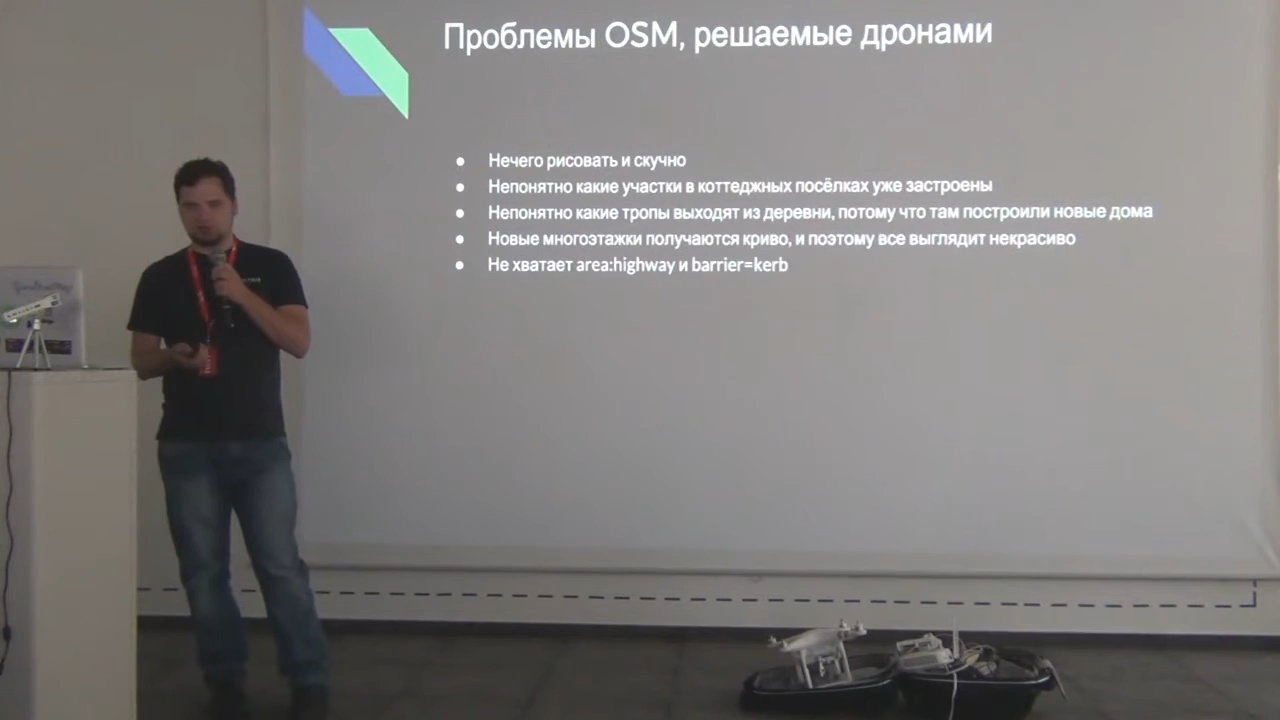 Проблемы OSM, решаемые дронами
● Нечего рисовать и скучно
● Непонятно какие участки в коттеджных посёлках уже застроены
● Непонятно какие тропы выходят из деревни, потому что там построили новые дома
● Новые многоэтажки получаются криво, и поэтому все выглядит некрасиво
● Не хватает area:highway и barrier=kerb